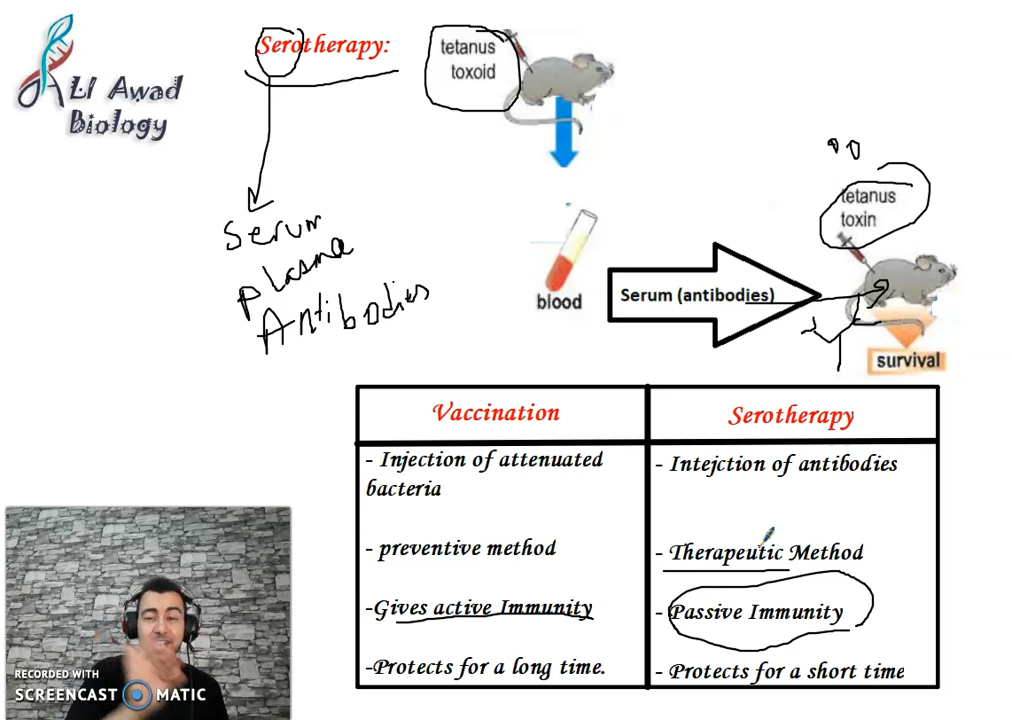 ALI Awad
Biology
Serotherapy:
tetanus
toxoid
Serum
plasma
Antibodies
blood
Serum (antibodies)
tetanus
toxin
survival
Vaccination
- Injection of attenuated
bacteria
- preventive method
-Gives active Immunity
-Protects for a long time.
Serotherapy
- Intejction of antibodies
- Therapeutic Method
- Passive Immunity
- Protects for a short time
RECORDED WITH
SCREENCAST MATIC